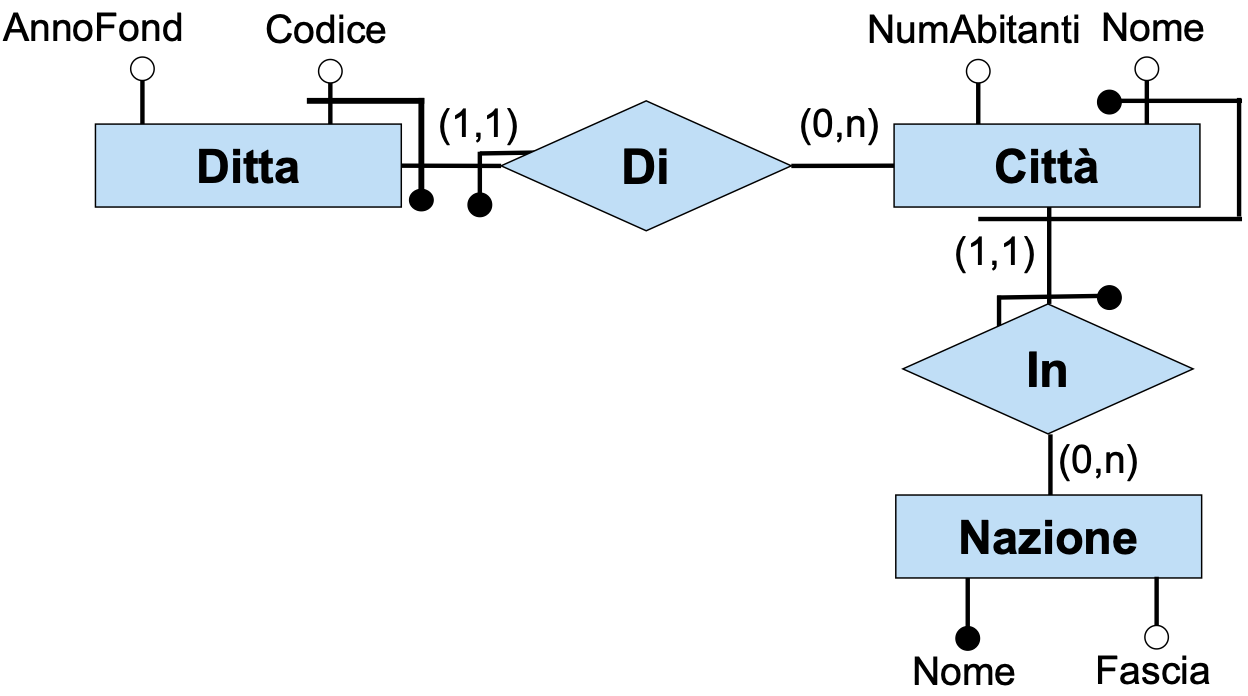 AnnoFond Codice NumAbitanti Nome
(1,1) (0,n)
Ditta Di Città
(1,1)
In
(0,n)
Nazione
Nome Fascia